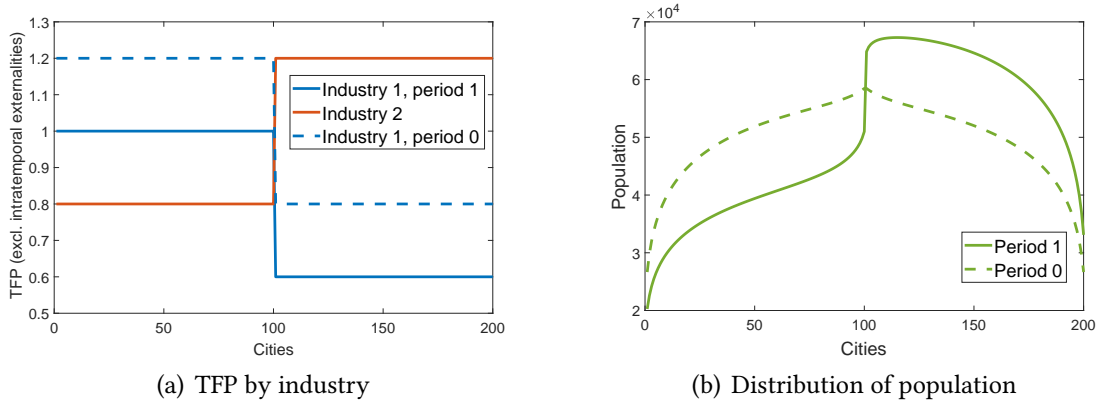 1.3
1.2
1.1
1
0.9
0.8
0.7
0.6
0.5
TFP (excl. intratemporal externalities)
0 50 100 150 200
Cities
Industry 1, period 1
Industry 2
Industry 1, period 0
(a) TFP by industry
×10⁴
7
6
5
4
3
2
Population
0 50 100 150 200
Cities
Period 1
Period 0
(b) Distribution of population